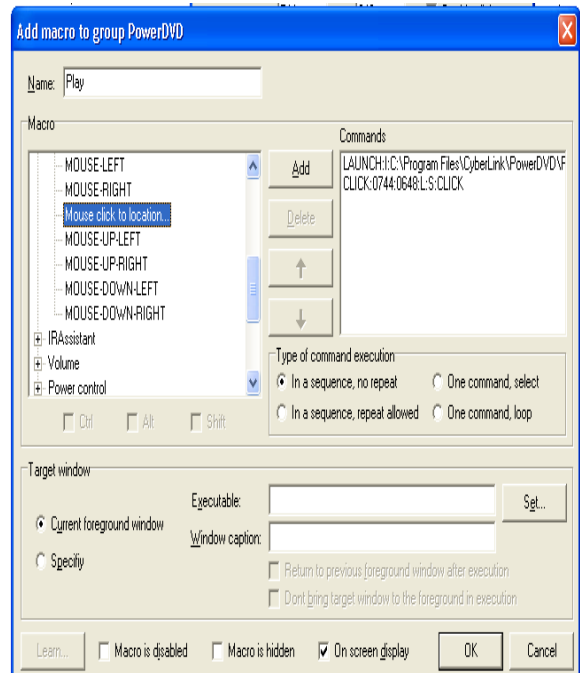 Add macro to group PowerDVD
Name: Play
Macro
Commands
MOUSE-LEFT
MOUSE-RIGHT
Mouse click to location...
MOUSE-UP-LEFT
MOUSE-UP-RIGHT
MOUSE-DOWN-LEFT
MOUSE-DOWN-RIGHT
IRAssistant
Volume
Power control
Ctrl Alt Shift
Add
Delete
LAUNCH:I:C:\Program Files\CyberLink\PowerDVD\F
CLICK:0744:0648:L:S:CLICK
Type of command execution
In a sequence, no repeat One command, select
In a sequence, repeat allowed One command, loop
Target window
Current foreground window
Specifiy
Executable: Set...
Window caption:
Return to previous foreground window after execution
Dont bring target window to the foreground in execution
Learn... Macro is disabled Macro is hidden On screen display OK Cancel